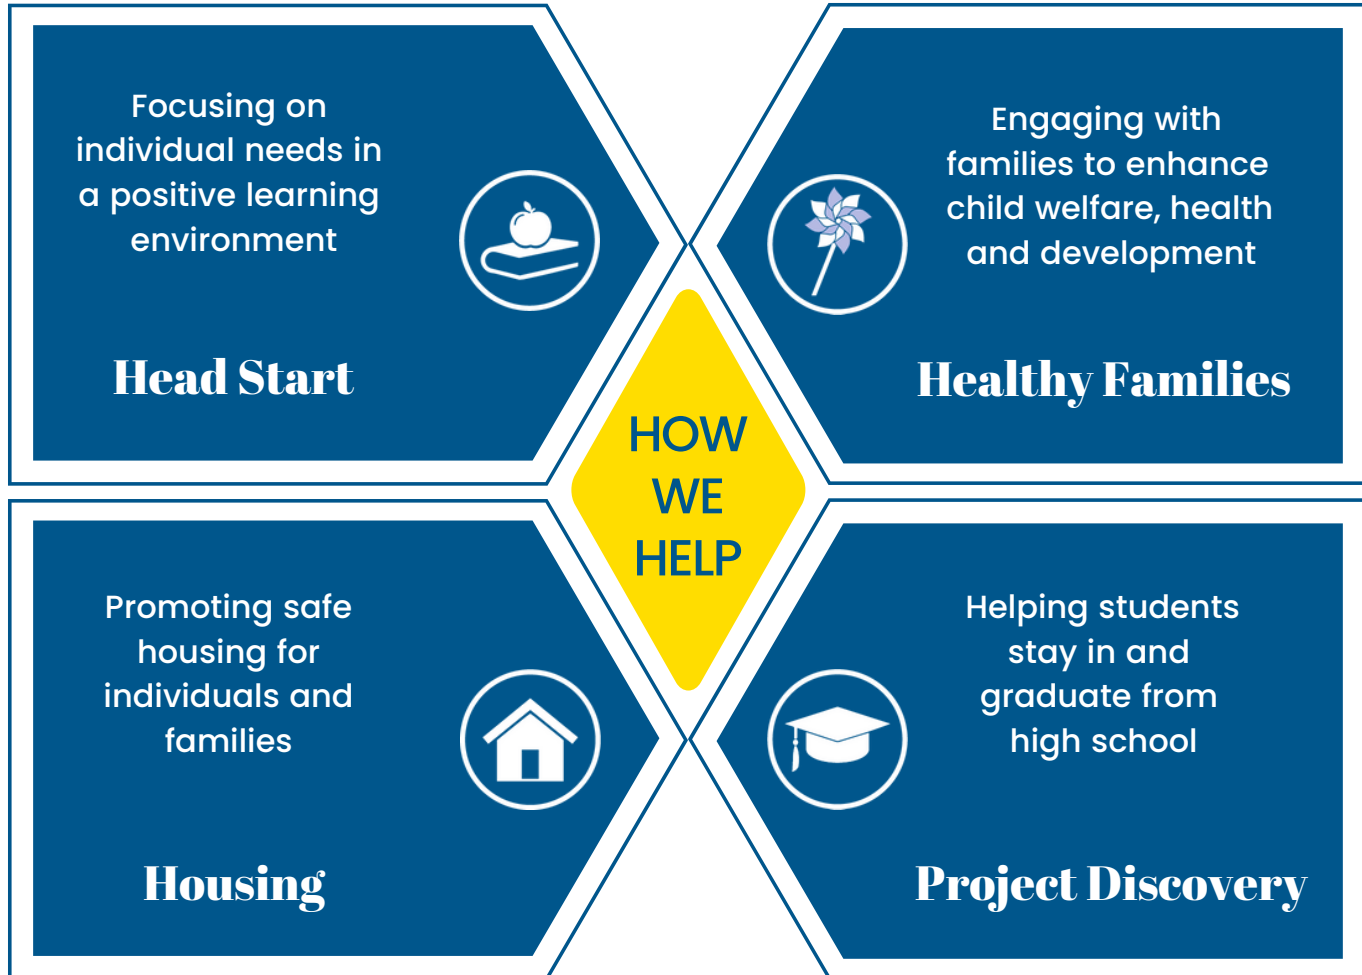 Focusing on
individual needs in
a positive learning
environment
Head Start
Engaging with
families to enhance
child welfare, health
and development
Healthy Families
HOW
WE
HELP
Promoting safe
housing for
individuals and
families
Housing
Helping students
stay in and
graduate from
high school
Project Discovery